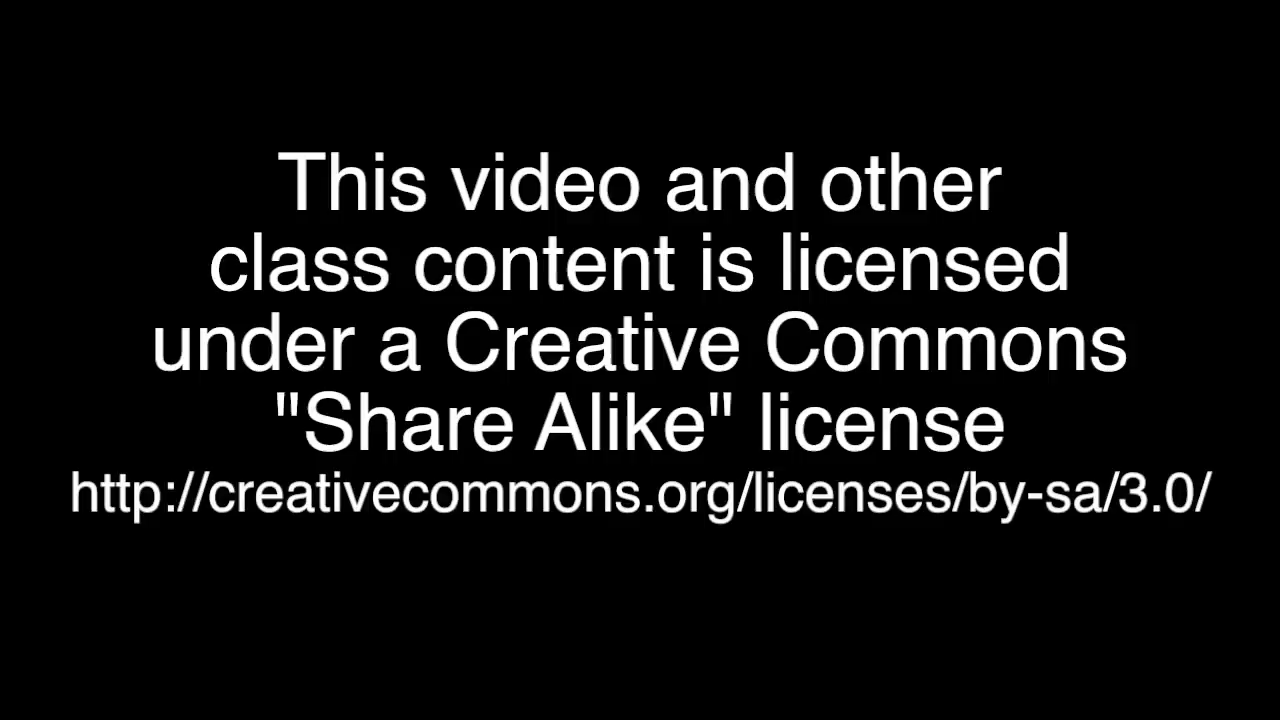 This video and other
class content is licensed
under a Creative Commons
"Share Alike" license
http://creativecommons.org/licenses/by-sa/3.0/